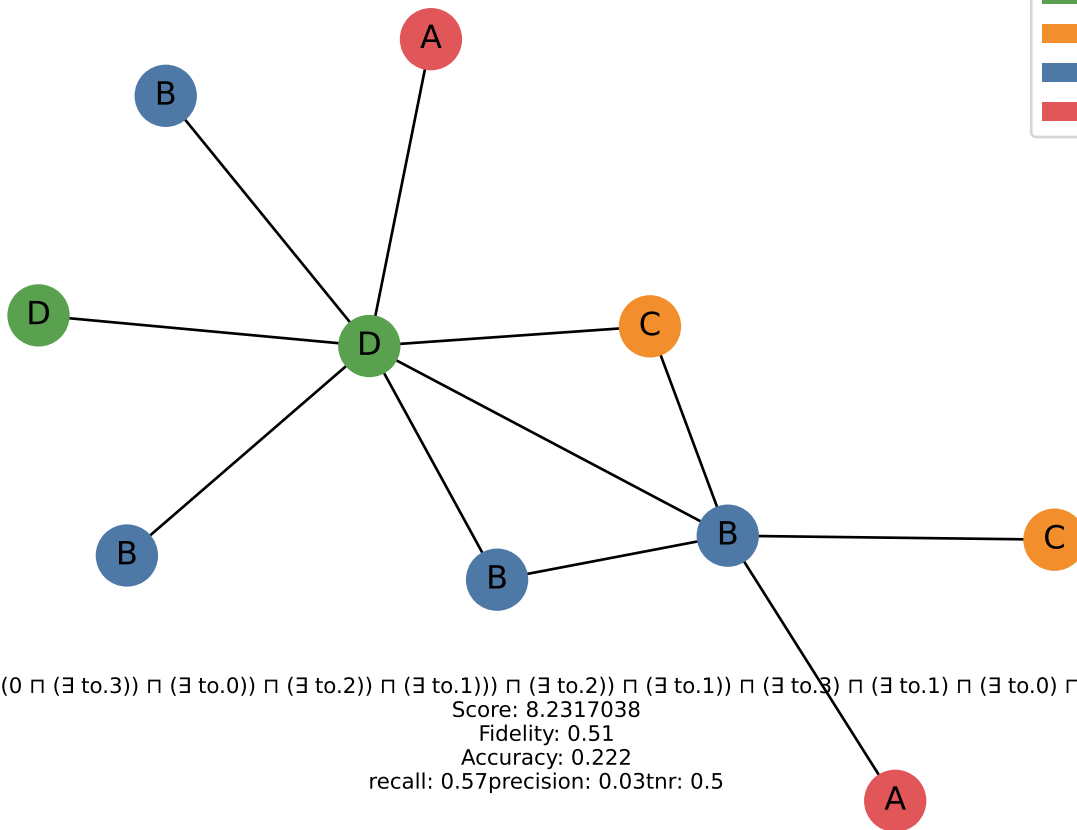 A
B
D
D
C
B
B
B
C
(0 ⊓ (∃ to.3)) ⊓ (∃ to.0)) ⊓ (∃ to.2)) ⊓ (∃ to.1))) ⊓ (∃ to.2)) ⊓ (∃ to.1)) ⊓ (∃ to.3) ⊓ (∃ to.1) ⊓ (∃ to.0) ⊓
Score: 8.2317038
Fidelity: 0.51
Accuracy: 0.222
recall: 0.57precision: 0.03tnr: 0.5
A